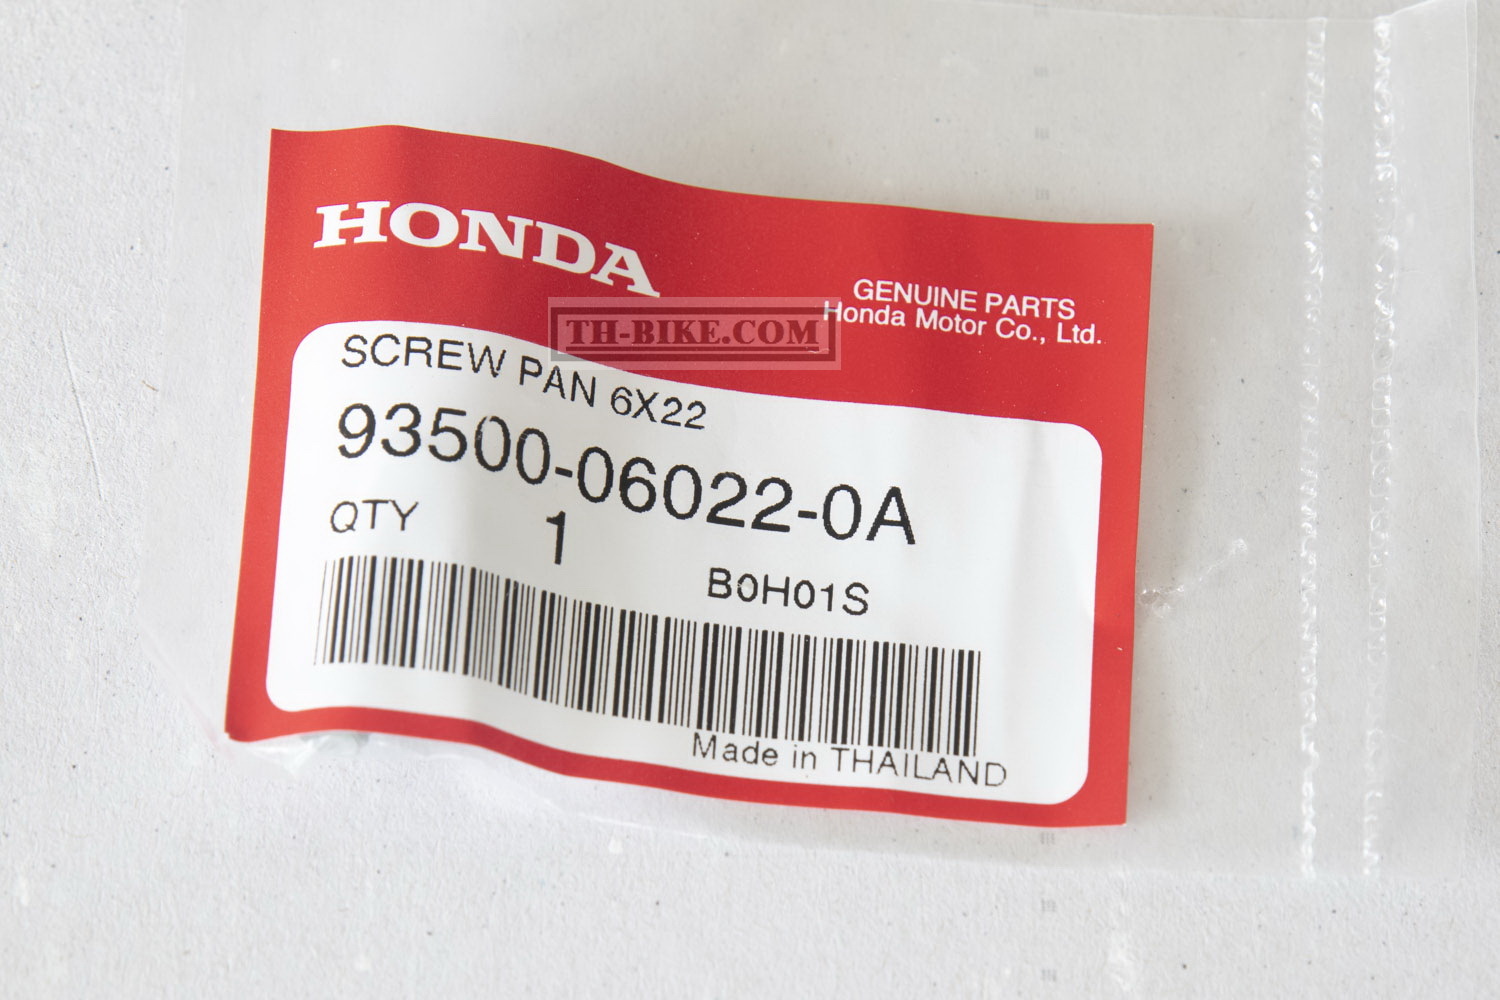 HONDA
GENUINE PARTS
Honda Motor Co., Ltd.
TH-BIKE.COM
SCREW PAN 6X22
93500-06022-0A
QTY 1
B0H01S
Made in THAILAND